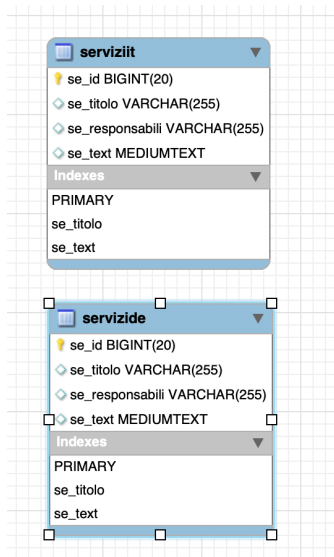 serviziit
se_id BIGINT(20)
se_titolo VARCHAR(255)
se_responsabili VARCHAR(255)
se_text MEDIUMTEXT
Indexes
PRIMARY
se_titolo
se_text
servizide
se_id BIGINT(20)
se_titolo VARCHAR(255)
se_responsabili VARCHAR(255)
se_text MEDIUMTEXT
Indexes
PRIMARY
se_titolo
se_text